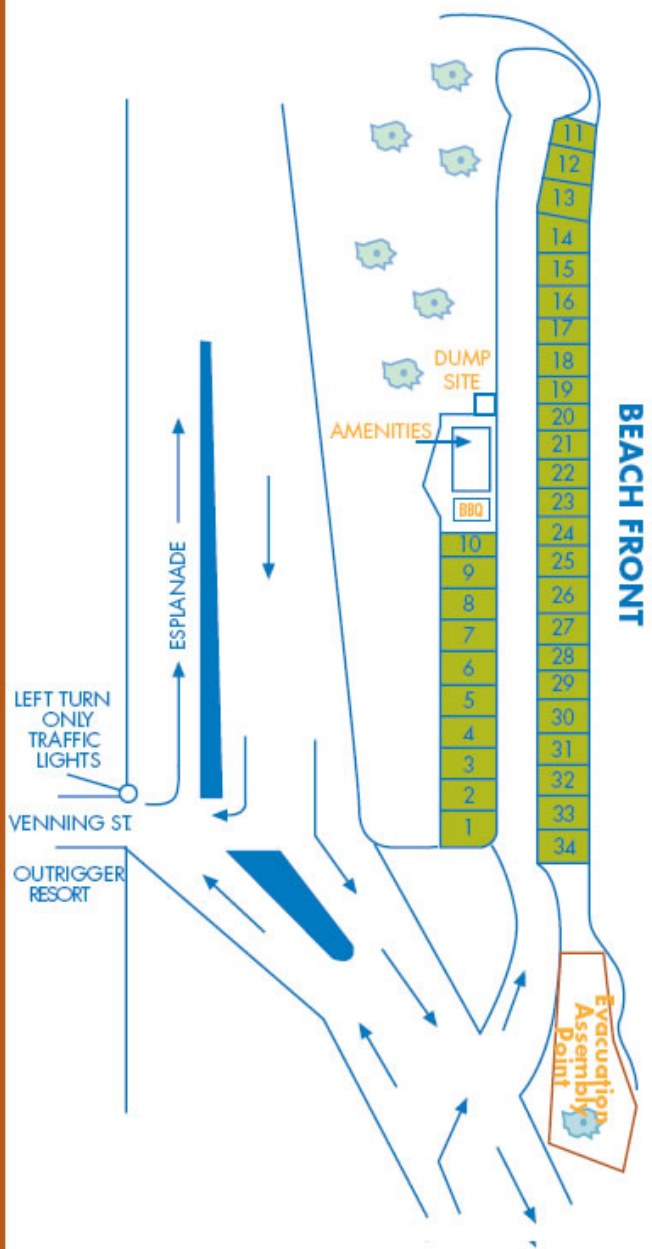 11
12
13
14
15
16
17
18
19
20
21
22
23
24
25
26
27
28
29
30
31
32
33
34
DUMP
SITE
AMENITIES
BBQ
10
9
8
7
6
5
4
3
2
1
BEACH FRONT
ESPLANADE
LEFT TURN
ONLY
TRAFFIC
LIGHTS
VENNING ST.
OUTRIGGER
RESORT
Evacuation
Assembly
Point